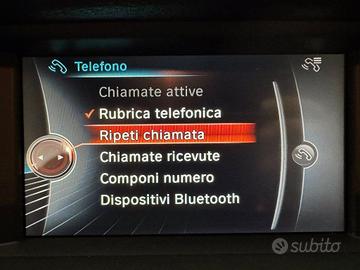 Telefono
Chiamate attive
Rubrica telefonica
Ripeti chiamata
Chiamate ricevute
Componi numero
Dispositivi Bluetooth
subito